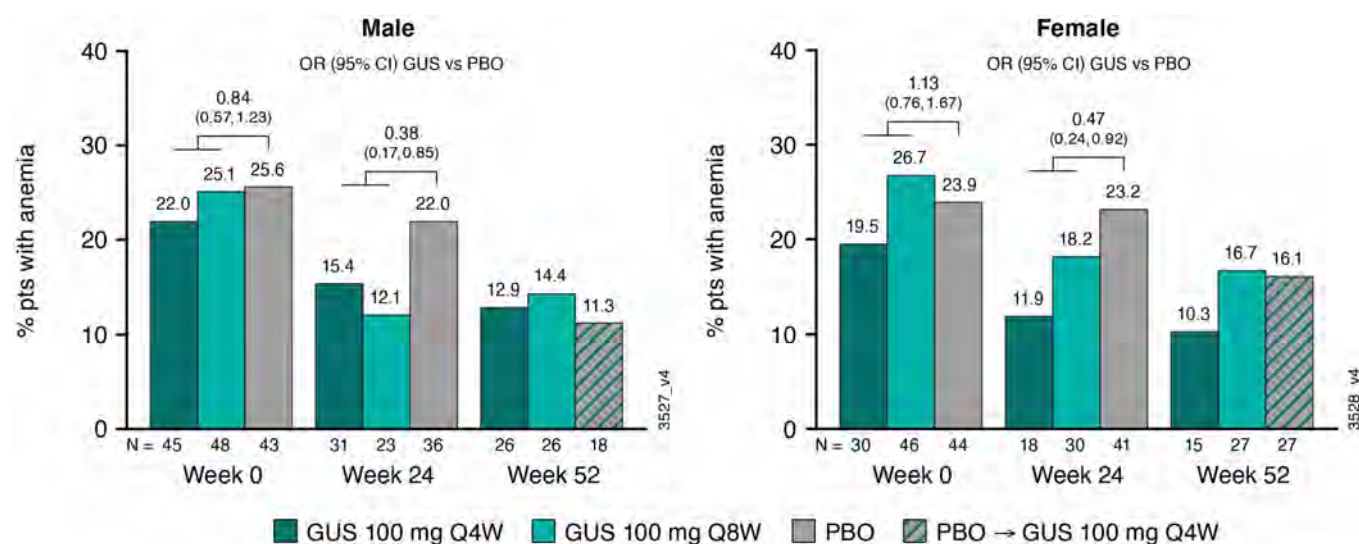 Male
OR (95% CI) GUS vs PBO
% pts with anemia
40
30
20
10
0
0.84
(0.57, 1.23)
0.38
(0.17, 0.85)
22.0
25.1
25.6
15.4
12.1
22.0
12.9
14.4
11.3
N = 45 48 43 31 23 36 26 26 18
Week 0 Week 24 Week 52
3527_v4
Female
OR (95% CI) GUS vs PBO
% pts with anemia
40
30
20
10
0
1.13
(0.76, 1.67)
0.47
(0.24, 0.92)
19.5
26.7
23.9
11.9
18.2
23.2
10.3
16.7
16.1
N = 30 46 44 18 30 41 15 27 27
Week 0 Week 24 Week 52
3528_v4
GUS 100 mg Q4W GUS 100 mg Q8W PBO PBO → GUS 100 mg Q4W